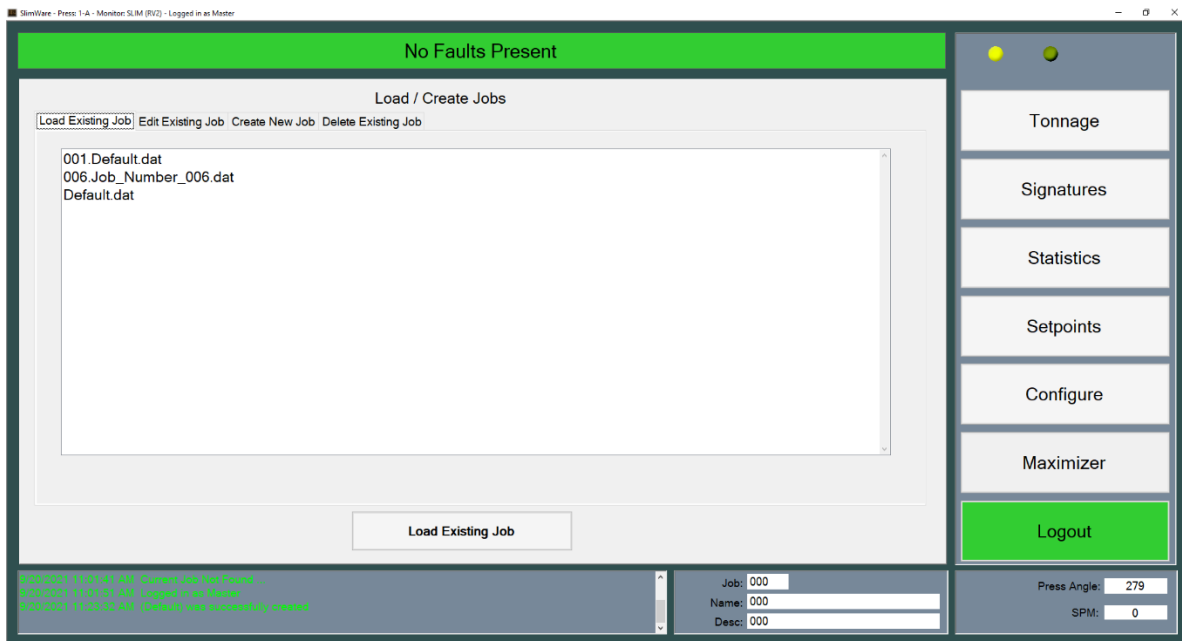 SlimWare - Press: 1-A - Monitor: SLIM (RV2) - Logged in as Master
No Faults Present
Load / Create Jobs
Load Existing Job Edit Existing Job Create New Job Delete Existing Job
001.Default.dat
006.Job_Number_006.dat
Default.dat
Load Existing Job
Tonnage
Signatures
Statistics
Setpoints
Configure
Maximizer
Logout
9/20/2021 11:01:41 AM Current Job Not Found...
9/20/2021 11:01:51 AM Logged in as Master
9/20/2021 11:23:32 AM (Default) was successfully created
Job: 000
Name: 000
Desc: 000
Press Angle: 279
SPM: 0